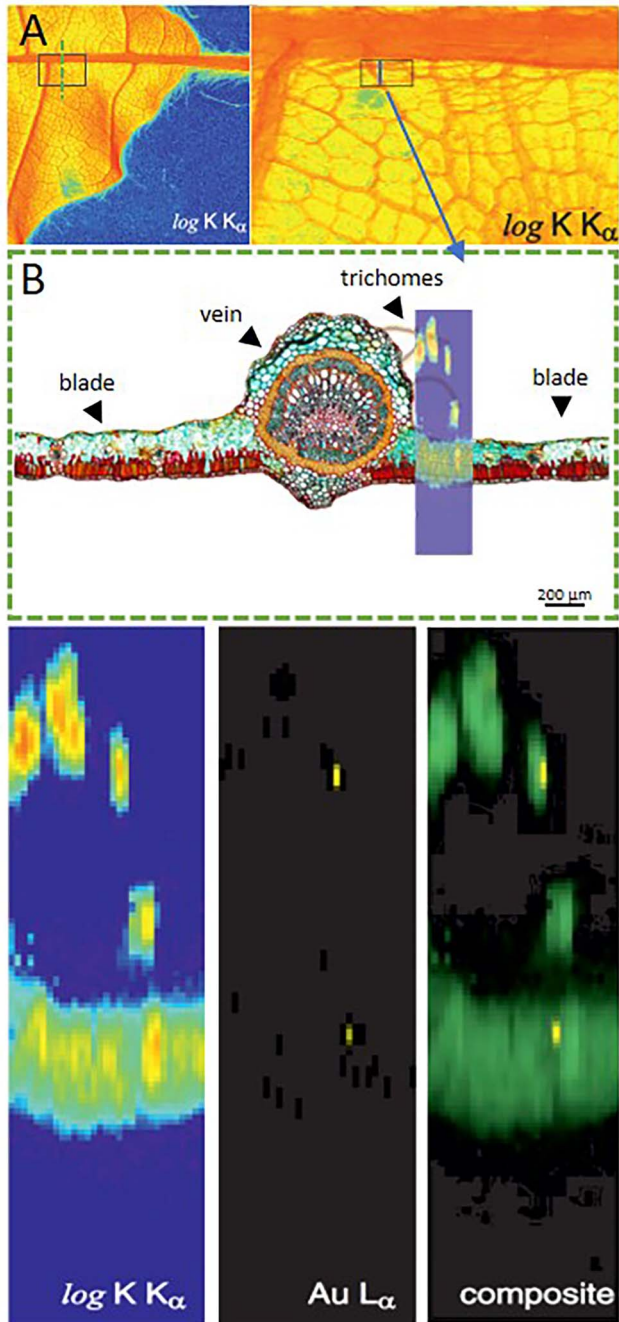 A
log K Kα
log K Kα
B
trichomes
vein
blade
blade
200 µm
log K Kα
Au Lα
composite